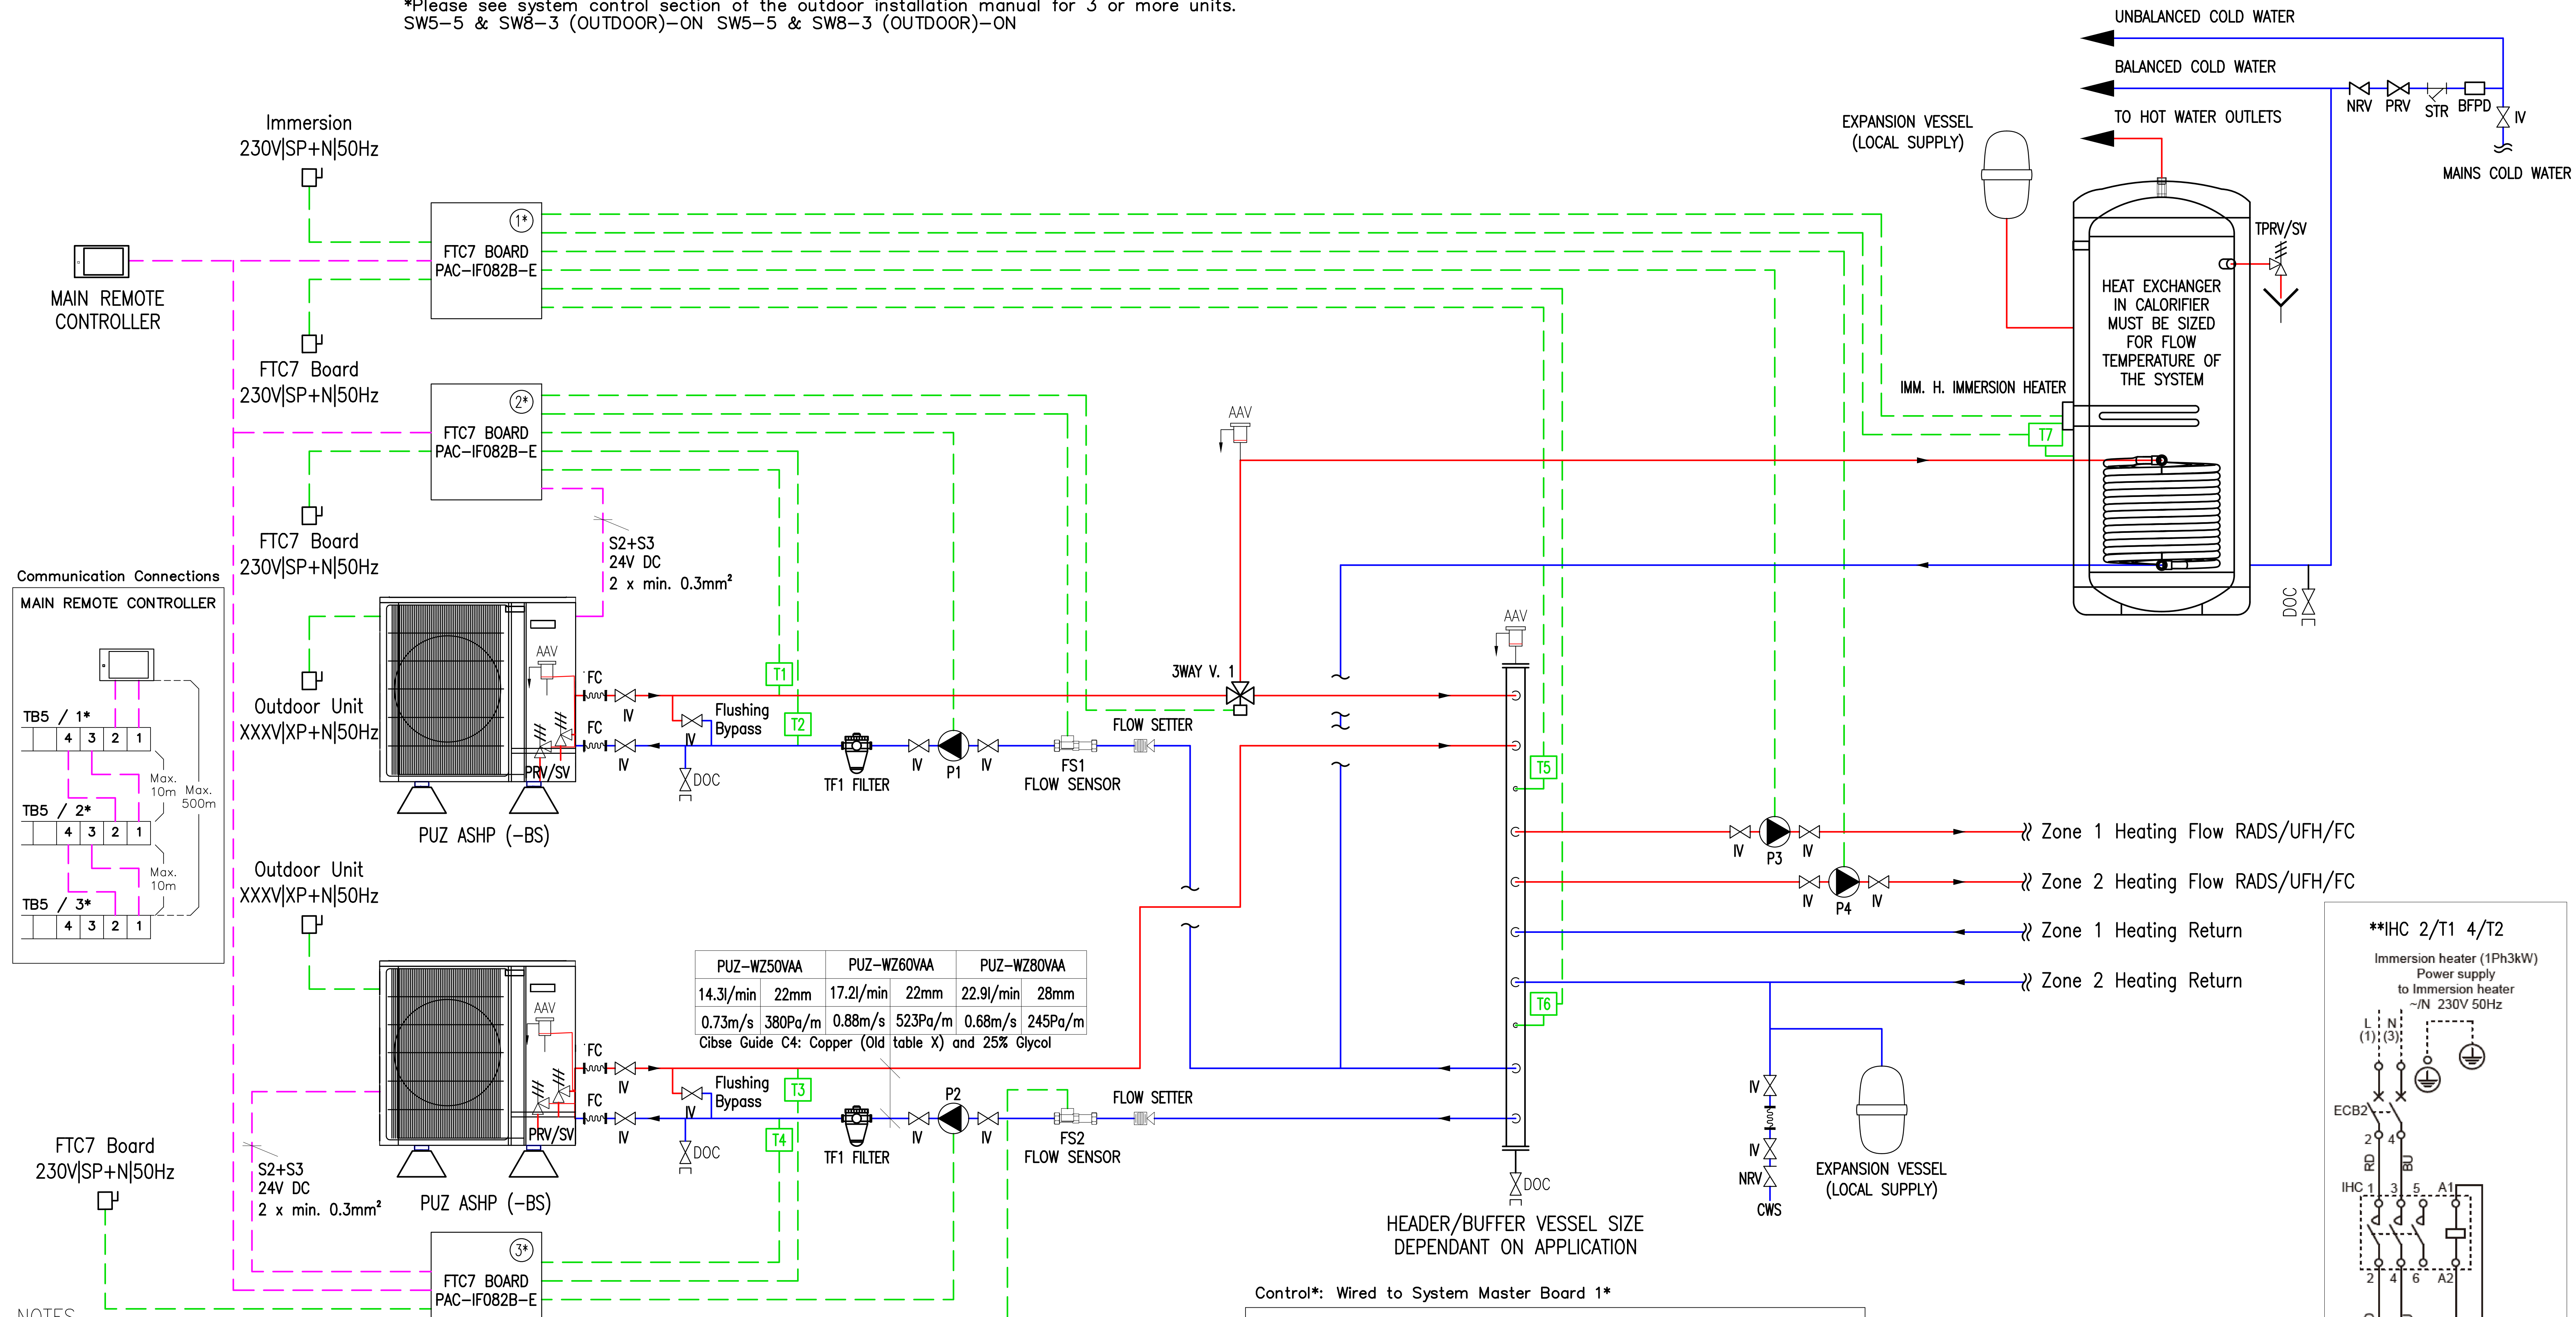 *Please see system control section of the outdoor installation manual for 3 or more units.
SW5-5 & SW8-3 (OUTDOOR)-ON  SW5-5 & SW8-3 (OUTDOOR)-ON
UNBALANCED COLD WATER
BALANCED COLD WATER
NRV
PRV
STR
BFPD
IV
TO HOT WATER OUTLETS
MAINS COLD WATER
EXPANSION VESSEL
(LOCAL SUPPLY)
TPRV/SV
HEAT EXCHANGER
IN CALORIFIER
MUST BE SIZED
FOR FLOW
TEMPERATURE OF
THE SYSTEM
IMM. H. IMMERSION HEATER
T7
DOC
Immersion
230V|SP+N|50Hz
1*
FTC7 BOARD
PAC-IF082B-E
MAIN REMOTE
CONTROLLER
FTC7 Board
230V|SP+N|50Hz
2*
FTC7 BOARD
PAC-IF082B-E
FTC7 Board
230V|SP+N|50Hz
S2+S3
24V DC
2 x min. 0.3mm²
Communication Connections
MAIN REMOTE CONTROLLER
TB5 / 1*
4 3 2 1
Max.
10m
Max.
500m
TB5 / 2*
4 3 2 1
Max.
10m
TB5 / 3*
4 3 2 1
Outdoor Unit
XXXV|XP+N|50Hz
AAV
PRV/SV
FC
IV
FC
IV
PUZ ASHP (-BS)
T1
T2
Flushing
Bypass
IV
DOC
TF1 FILTER
IV
P1
IV
FS1
FLOW SENSOR
FLOW SETTER
AAV
3WAY V. 1
AAV
T5
IV
P3
IV
Zone 1 Heating Flow RADS/UFH/FC
IV
P4
IV
Zone 2 Heating Flow RADS/UFH/FC
Zone 1 Heating Return
Zone 2 Heating Return
T6
Outdoor Unit
XXXV|XP+N|50Hz
PUZ-WZ50VAA PUZ-WZ60VAA PUZ-WZ80VAA
14.3l/min 22mm 17.2l/min 22mm 22.9l/min 28mm
0.73m/s 380Pa/m 0.88m/s 523Pa/m 0.68m/s 245Pa/m
Cibse Guide C4: Copper (Old table X) and 25% Glycol
AAV
PRV/SV
FC
IV
FC
IV
PUZ ASHP (-BS)
Flushing
Bypass
IV
DOC
T3
T4
TF1 FILTER
IV
P2
IV
FS2
FLOW SENSOR
FLOW SETTER
DOC
HEADER/BUFFER VESSEL SIZE
DEPENDANT ON APPLICATION
IV
IV
NRV
CWS
EXPANSION VESSEL
(LOCAL SUPPLY)
FTC7 Board
230V|SP+N|50Hz
S2+S3
24V DC
2 x min. 0.3mm²
3*
FTC7 BOARD
PAC-IF082B-E
NOTES
Control*: Wired to System Master Board 1*
**IHC 2/T1 4/T2
Immersion heater (1Ph3kW)
Power supply
to Immersion heater
~/N 230V 50Hz
L N
(1) (3)
ECB2
2 4
RD BU
IHC 1 3 5 A1
2 4 6 A2